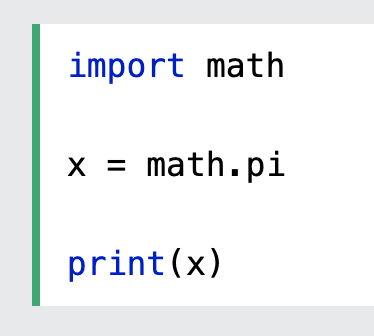 import math
x = math.pi
print(x)